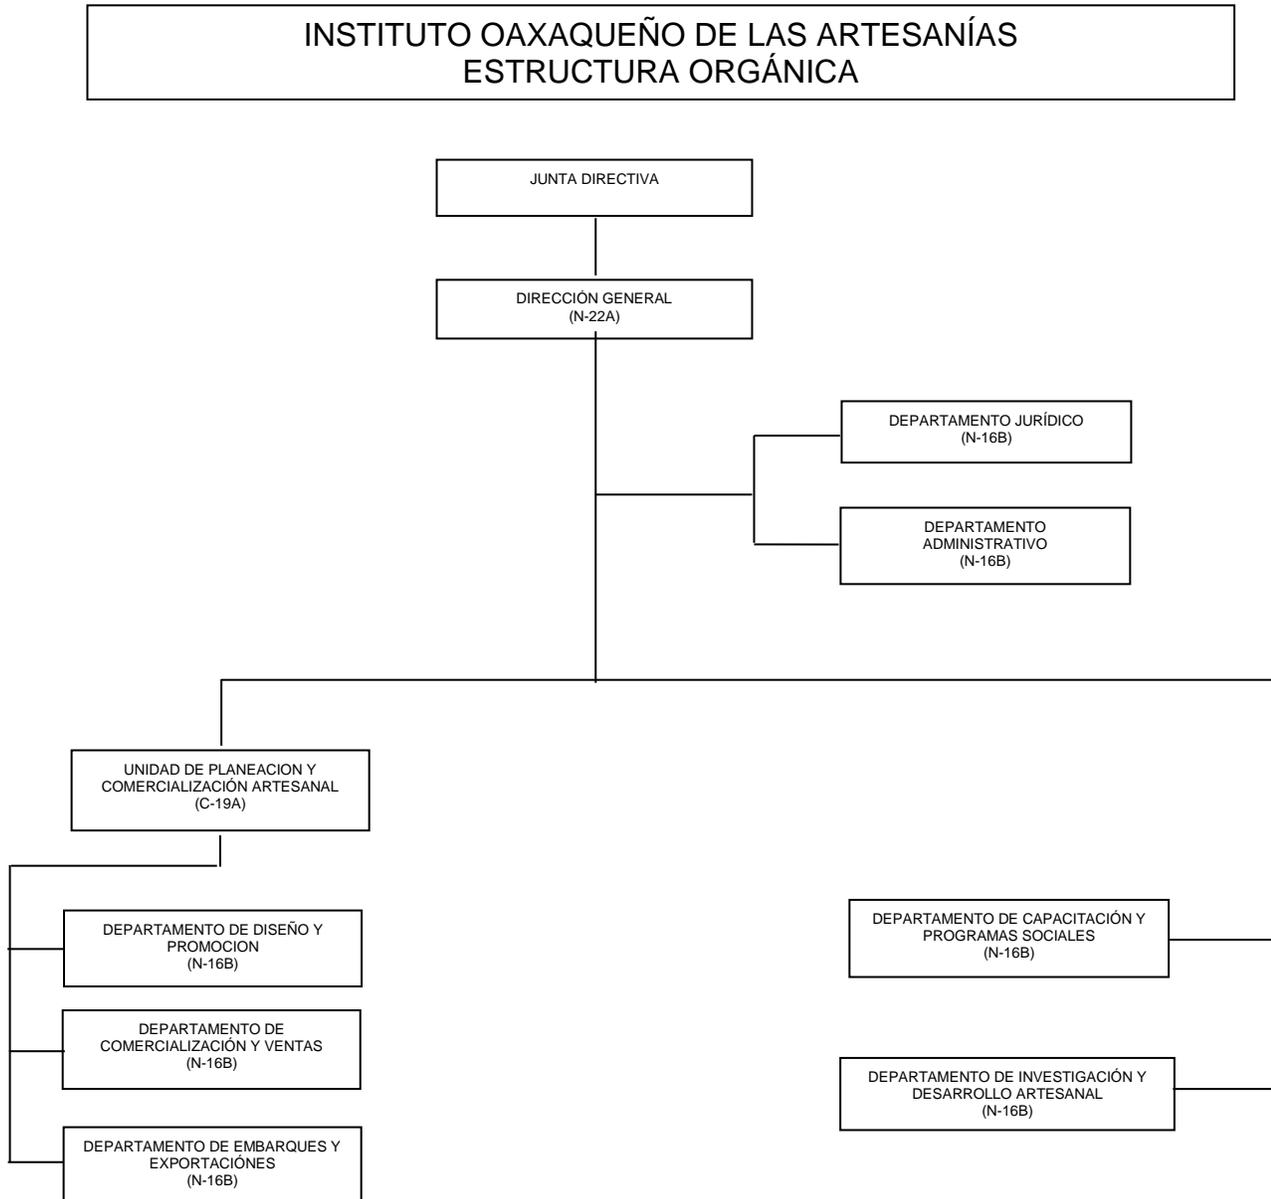 INSTITUTO OAXAQUEÑO DE LAS ARTESANÍAS
ESTRUCTURA ORGÁNICA
JUNTA DIRECTIVA
DIRECCIÓN GENERAL
(N-22A)
DEPARTAMENTO JURÍDICO
(N-16B)
DEPARTAMENTO
ADMINISTRATIVO
(N-16B)
UNIDAD DE PLANEACION Y
COMERCIALIZACIÓN ARTESANAL
(C-19A)
DEPARTAMENTO DE DISEÑO Y
PROMOCION
(N-16B)
DEPARTAMENTO DE
COMERCIALIZACIÓN Y VENTAS
(N-16B)
DEPARTAMENTO DE EMBARQUES Y
EXPORTACIÓNES
(N-16B)
DEPARTAMENTO DE CAPACITACIÓN Y
PROGRAMAS SOCIALES
(N-16B)
DEPARTAMENTO DE INVESTIGACIÓN Y
DESARROLLO ARTESANAL
(N-16B)